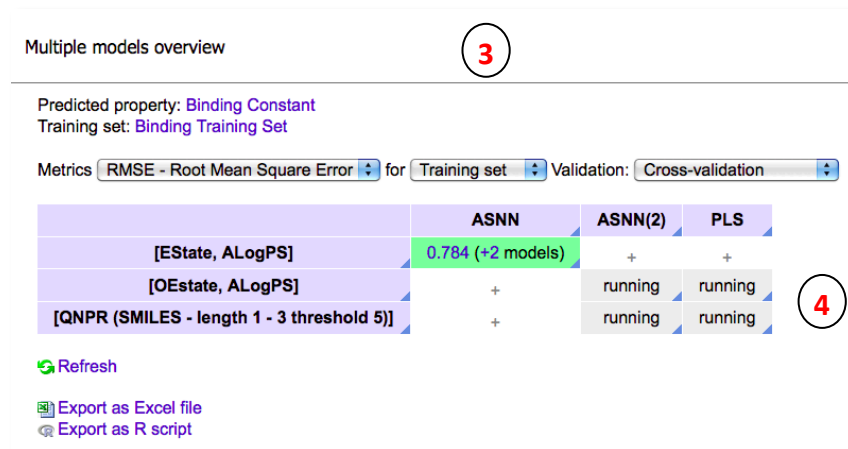 Multiple models overview
3
Predicted property: Binding Constant
Training set: Binding Training Set
Metrics RMSE - Root Mean Square Error for Training set Validation: Cross-validation
ASNN ASNN(2) PLS
[EState, ALogPS] 0.784 (+2 models) + +
[OEstate, ALogPS] + running running
4
[QNPR (SMILES - length 1 - 3 threshold 5)] + running running
Refresh
Export as Excel file
Export as R script